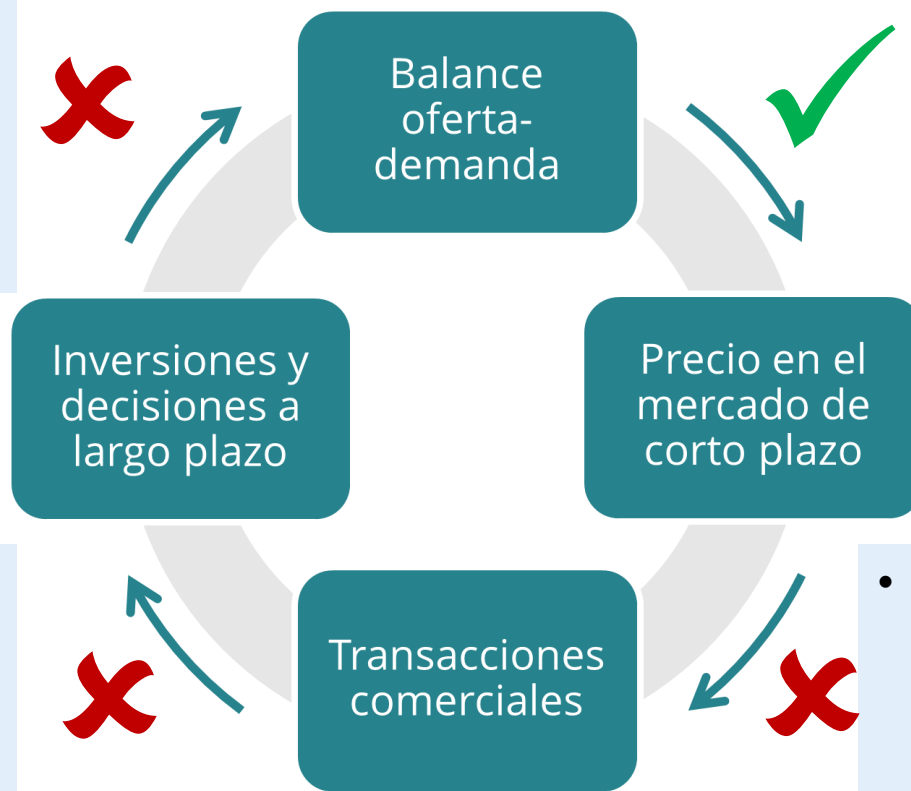 Balance
oferta-
demanda
Inversiones y
decisiones a
largo plazo
Precio en el
mercado de
corto plazo
•
Transacciones
comerciales